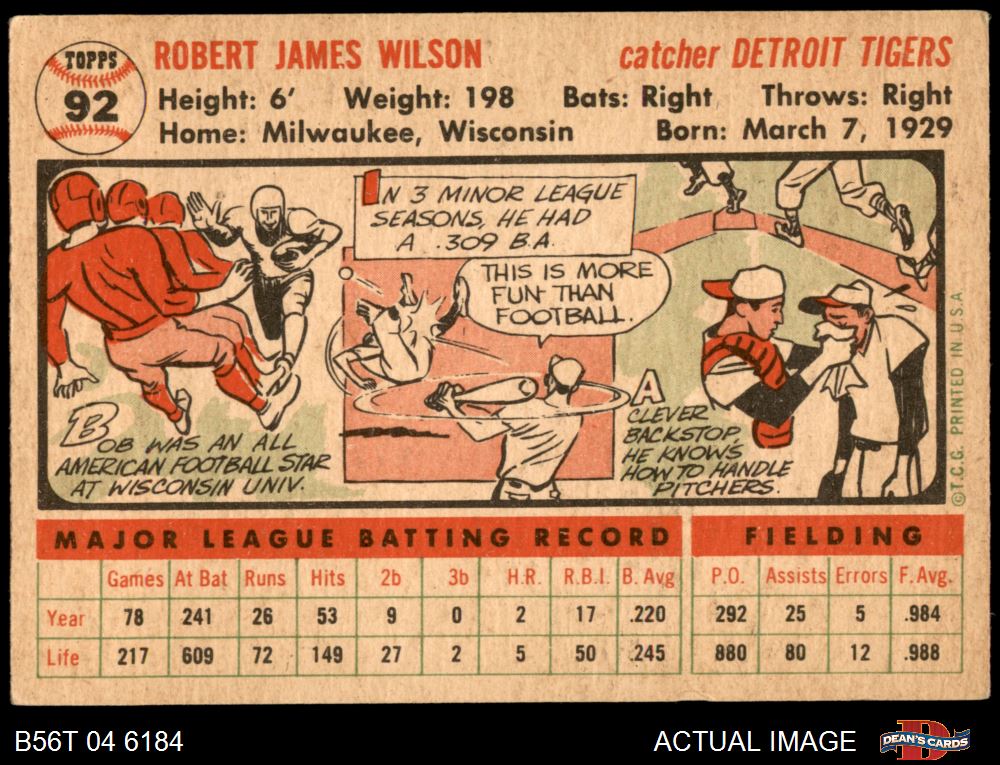 TOPPS
92
ROBERT JAMES WILSON catcher DETROIT TIGERS
Height: 6' Weight: 198 Bats: Right Throws: Right
Home: Milwaukee, Wisconsin Born: March 7, 1929
BOB WAS AN ALL
AMERICAN FOOTBALL STAR
AT WISCONSIN UNIV.
IN 3 MINOR LEAGUE
SEASONS, HE HAD
A .309 B.A.
THIS IS MORE
FUN THAN
FOOTBALL.
A
CLEVER
BACKSTOP,
HE KNOWS
HOW TO HANDLE
PITCHERS.
©T.C.G. PRINTED IN U.S.A.
MAJOR LEAGUE BATTING RECORD FIELDING
Games At Bat Runs Hits 2b 3b H.R. R.B.I. B. Avg P.O. Assists Errors F. Avg.
Year 78 241 26 53 9 0 2 17 .220 292 25 5 .984
Life 217 609 72 149 27 2 5 50 .245 880 80 12 .988
B56T 04 6184 ACTUAL IMAGE DEAN'S CARDS